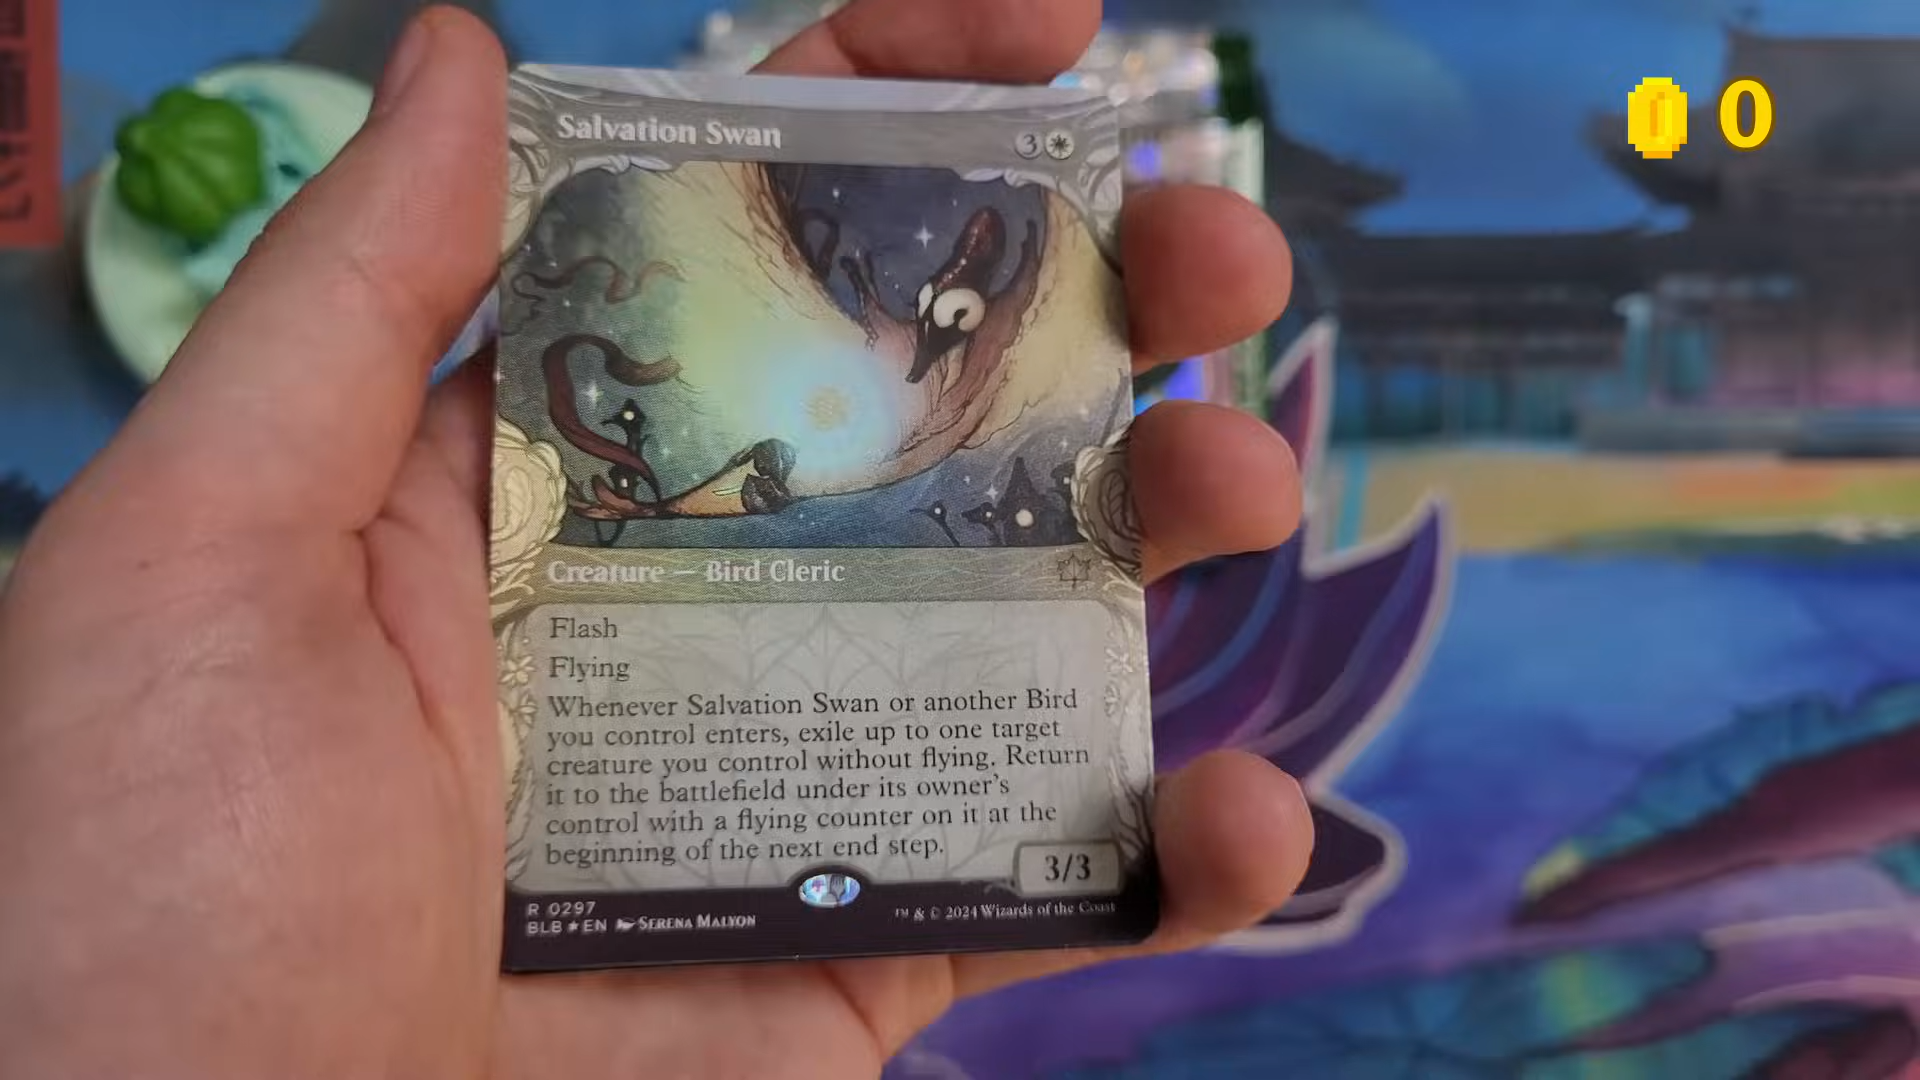 0
Salvation Swan
3
Creature — Bird Cleric
Flash
Flying
Whenever Salvation Swan or another Bird
you control enters, exile up to one target
creature you control without flying. Return
it to the battlefield under its owner's
control with a flying counter on it at the
beginning of the next end step.
3/3
R 0297
BLB ★ EN SERENA MALYON
™ & © 2024 Wizards of the Coast